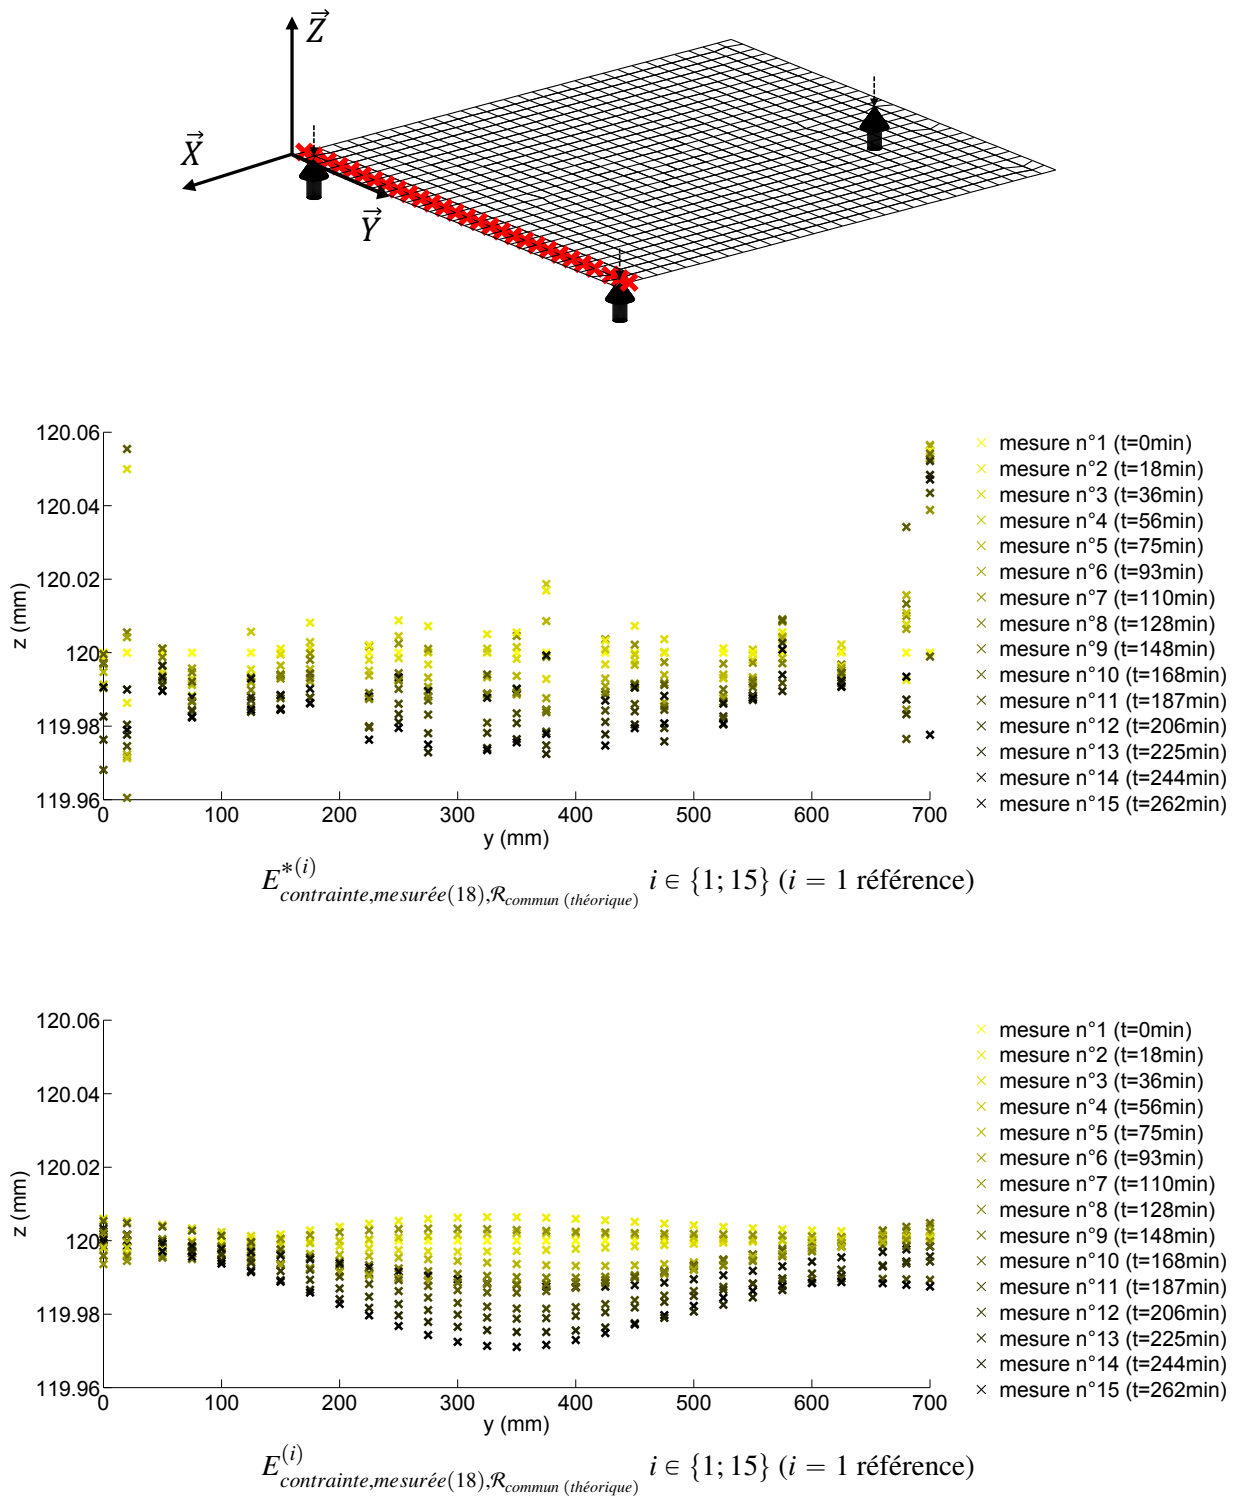 Z
X
Y
120.06
120.04
120.02
120
119.98
119.96
z (mm)
0
100
200
300
400
500
600
700
y (mm)
mesure n°1 (t=0min)
mesure n°2 (t=18min)
mesure n°3 (t=36min)
mesure n°4 (t=56min)
mesure n°5 (t=75min)
mesure n°6 (t=93min)
mesure n°7 (t=110min)
mesure n°8 (t=128min)
mesure n°9 (t=148min)
mesure n°10 (t=168min)
mesure n°11 (t=187min)
mesure n°12 (t=206min)
mesure n°13 (t=225min)
mesure n°14 (t=244min)
mesure n°15 (t=262min)
E*(i) contrainte,mesurée(18),R commun (théorique) i ∈ {1; 15} (i = 1 référence)
120.06
120.04
120.02
120
119.98
119.96
z (mm)
0
100
200
300
400
500
600
700
y (mm)
mesure n°1 (t=0min)
mesure n°2 (t=18min)
mesure n°3 (t=36min)
mesure n°4 (t=56min)
mesure n°5 (t=75min)
mesure n°6 (t=93min)
mesure n°7 (t=110min)
mesure n°8 (t=128min)
mesure n°9 (t=148min)
mesure n°10 (t=168min)
mesure n°11 (t=187min)
mesure n°12 (t=206min)
mesure n°13 (t=225min)
mesure n°14 (t=244min)
mesure n°15 (t=262min)
E(i) contrainte,mesurée(18),R commun (théorique) i ∈ {1; 15} (i = 1 référence)